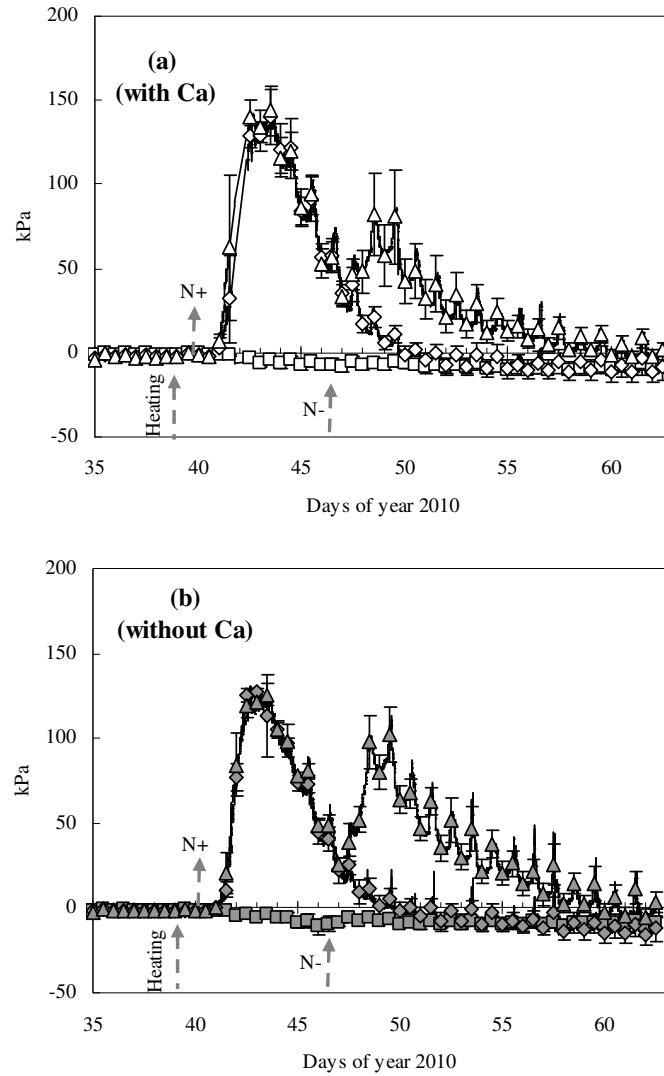 200
(a)
(with Ca)
150
100
kPa
50
N+
0
Heating
N-
-50
35 40 45 50 55 60
Days of year 2010
200
(b)
(without Ca)
150
100
kPa
50
N+
0
Heating
N-
-50
35 40 45 50 55 60
Days of year 2010